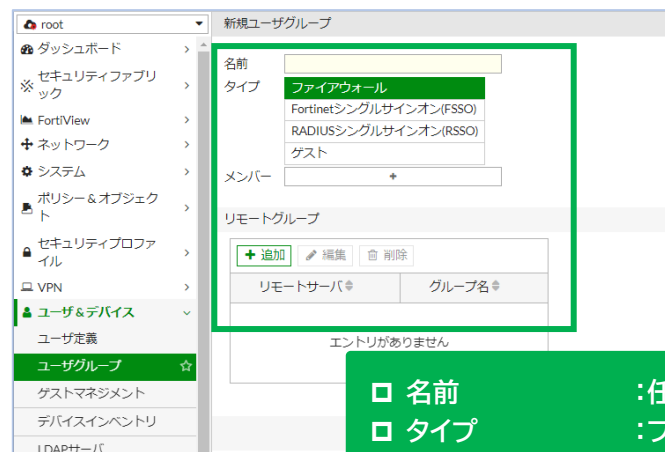 root
ダッシュボード
セキュリティファブリ
ック
FortiView
ネットワーク
システム
ポリシー＆オブジェク
ト
セキュリティプロファ
イル
VPN
ユーザ＆デバイス
ユーザ定義
ユーザグループ
ゲストマネジメント
デバイスインベントリ
LDAPサーバ
新規ユーザグループ
名前
タイプ
ファイアウォール
Fortinetシングルサインオン(FSSO)
RADIUSシングルサインオン(RSSO)
ゲスト
メンバー +
リモートグループ
+ 追加 編集 削除
リモートサーバ グループ名
エントリがありません
名前 :任
タイプ :フ